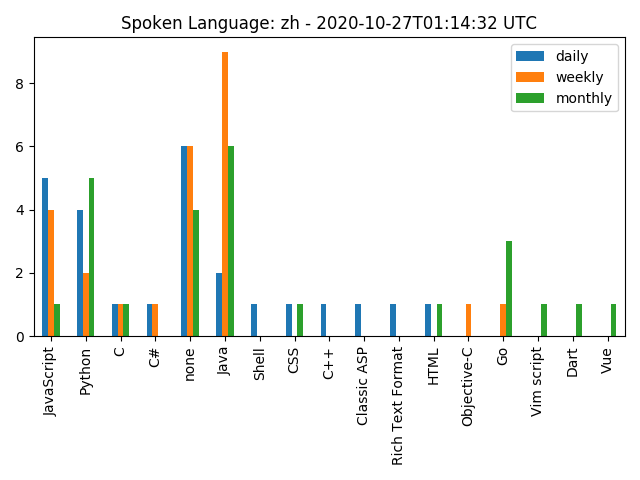 Spoken Language: zh - 2020-10-27T01:14:32 UTC
daily
weekly
monthly
8
6
4
2
0
JavaScript
Python
C
C#
none
Java
Shell
CSS
C++
Classic ASP
Rich Text Format
HTML
Objective-C
Go
Vim script
Dart
Vue